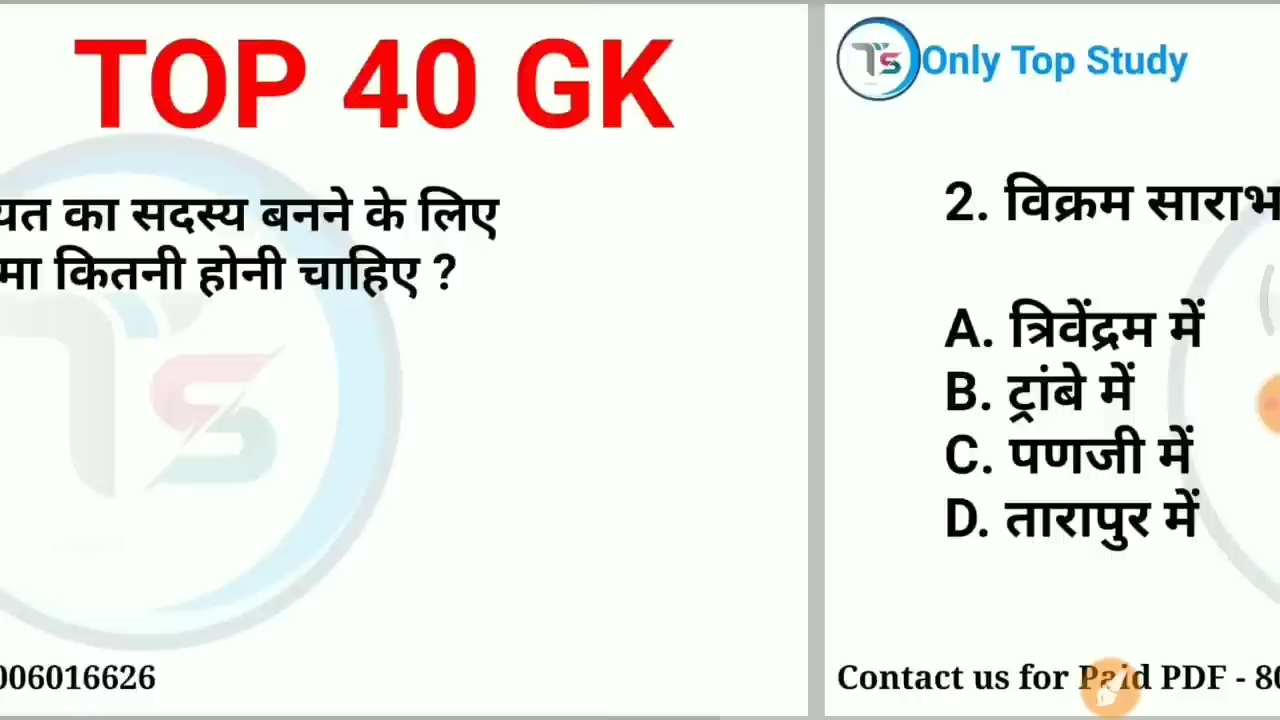 TOP 40 GK
यत का सदस्य बनने के लिए
मा कितनी होनी चाहिए ?
006016626
TS Only Top Study
2. विक्रम साराभ
A. त्रिवेंद्रम में
B. ट्रांबे में
C. पणजी में
D. तारापुर में
Contact us for Paid PDF - 80